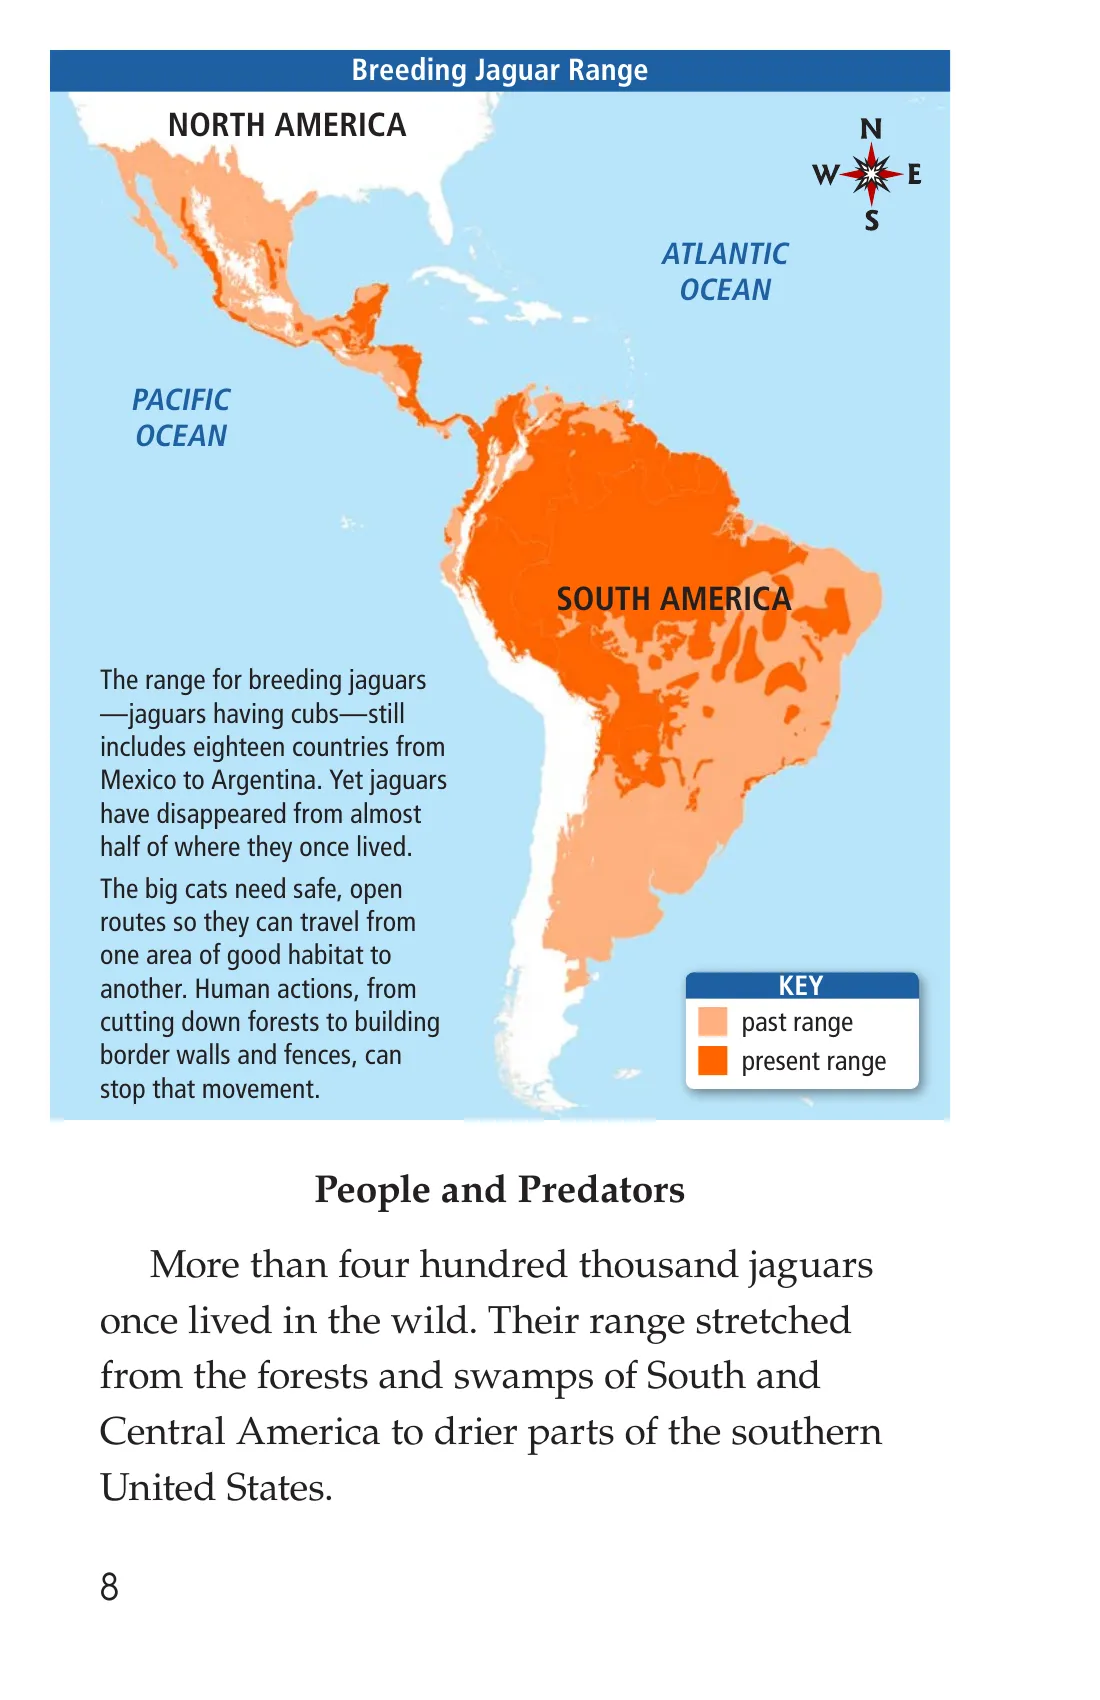 Breeding Jaguar Range
NORTH AMERICA
N
W
E
S
ATLANTIC
OCEAN
PACIFIC
OCEAN
SOUTH AMERICA
The range for breeding jaguars
—jaguars having cubs—still
includes eighteen countries from
Mexico to Argentina. Yet jaguars
have disappeared from almost
half of where they once lived.
The big cats need safe, open
routes so they can travel from
one area of good habitat to
another. Human actions, from
cutting down forests to building
border walls and fences, can
stop that movement.
KEY
past range
present range
People and Predators
More than four hundred thousand jaguars
once lived in the wild. Their range stretched
from the forests and swamps of South and
Central America to drier parts of the southern
United States.
8